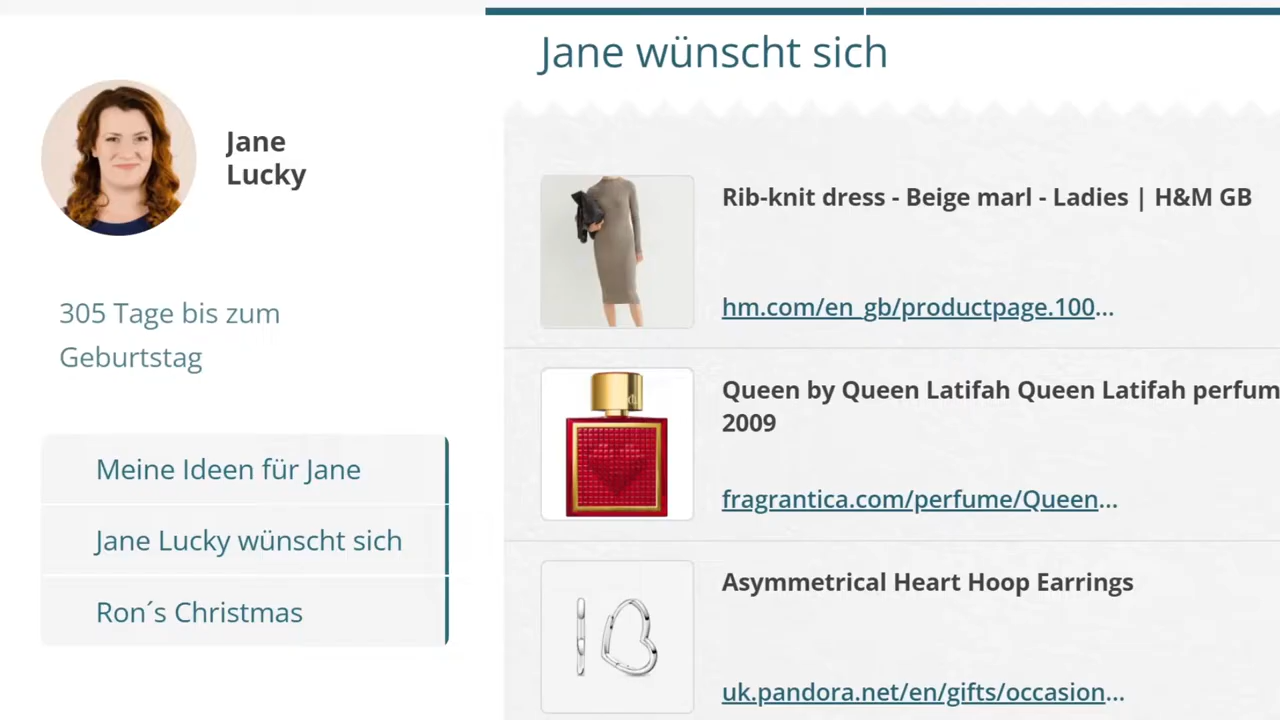 Jane wünscht sich
Jane
Lucky
305 Tage bis zum
Geburtstag
Meine Ideen für Jane
Jane Lucky wünscht sich
Ron´s Christmas
Rib-knit dress - Beige marl - Ladies | H&M GB
hm.com/en_gb/productpage.100...
Queen by Queen Latifah Queen Latifah perfum
2009
fragrantica.com/perfume/Queen...
Asymmetrical Heart Hoop Earrings
uk.pandora.net/en/gifts/occasion...